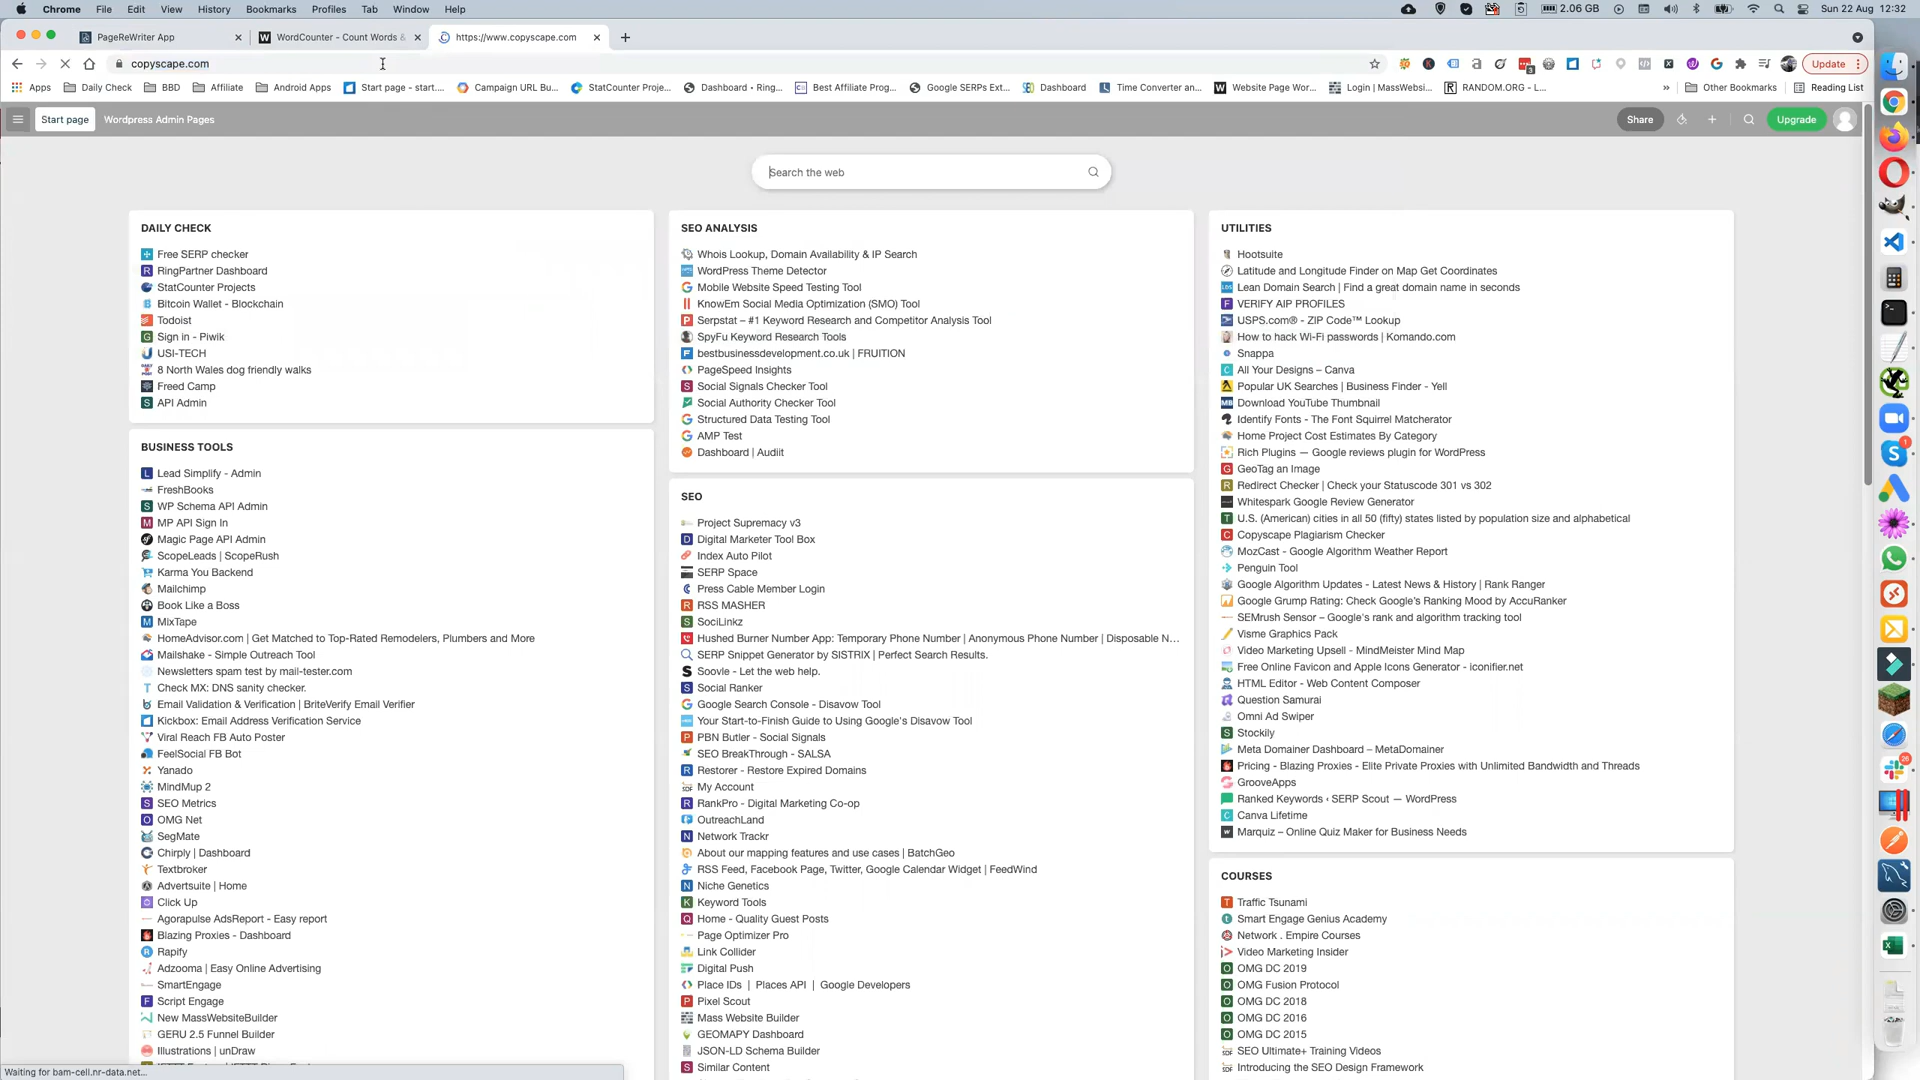 Chrome File Edit View History Bookmarks Profiles Tab Window Help 2.06 GB Sun 22 Aug 12:32
PageReWriter App WordCounter - Count Words & https://www.copyscape.com
copyscape.com Update
Apps Daily Check BBD Affiliate Android Apps Start page - start.... Campaign URL Bu... StatCounter Proje... Dashboard • Ring... Best Affiliate Prog... Google SERPs Ext... Dashboard Time Converter an... Website Page Wor... Login | MassWebsi... RANDOM.ORG - L... » Other Bookmarks Reading List
Start page Wordpress Admin Pages Share Upgrade
Search the web
DAILY CHECK
Free SERP checker
RingPartner Dashboard
StatCounter Projects
Bitcoin Wallet - Blockchain
Todoist
Sign in - Piwik
USI-TECH
8 North Wales dog friendly walks
Freed Camp
API Admin
BUSINESS TOOLS
Lead Simplify - Admin
FreshBooks
WP Schema API Admin
MP API Sign In
Magic Page API Admin
ScopeLeads | ScopeRush
Karma You Backend
Mailchimp
Book Like a Boss
MixTape
HomeAdvisor.com | Get Matched to Top-Rated Remodelers, Plumbers and More
Mailshake - Simple Outreach Tool
Newsletters spam test by mail-tester.com
Check MX: DNS sanity checker.
Email Validation & Verification | BriteVerify Email Verifier
Kickbox: Email Address Verification Service
Viral Reach FB Auto Poster
FeelSocial FB Bot
Yanado
MindMup 2
SEO Metrics
OMG Net
SegMate
Chirply | Dashboard
Textbroker
Advertsuite | Home
Click Up
Agorapulse AdsReport - Easy report
Blazing Proxies - Dashboard
Rapify
Adzooma | Easy Online Advertising
SmartEngage
Script Engage
New MassWebsiteBuilder
GERU 2.5 Funnel Builder
Illustrations | unDraw
SEO ANALYSIS
Whois Lookup, Domain Availability & IP Search
WordPress Theme Detector
Mobile Website Speed Testing Tool
KnowEm Social Media Optimization (SMO) Tool
Serpstat – #1 Keyword Research and Competitor Analysis Tool
SpyFu Keyword Research Tools
bestbusinessdevelopment.co.uk | FRUITION
PageSpeed Insights
Social Signals Checker Tool
Social Authority Checker Tool
Structured Data Testing Tool
AMP Test
Dashboard | Audiit
SEO
Project Supremacy v3
Digital Marketer Tool Box
Index Auto Pilot
SERP Space
Press Cable Member Login
RSS MASHER
SociLinkz
Hushed Burner Number App: Temporary Phone Number | Anonymous Phone Number | Disposable N...
SERP Snippet Generator by SISTRIX | Perfect Search Results.
Soovle - Let the web help.
Social Ranker
Google Search Console - Disavow Tool
Your Start-to-Finish Guide to Using Google's Disavow Tool
PBN Butler - Social Signals
SEO BreakThrough - SALSA
Restorer - Restore Expired Domains
My Account
RankPro - Digital Marketing Co-op
OutreachLand
Network Trackr
About our mapping features and use cases | BatchGeo
RSS Feed, Facebook Page, Twitter, Google Calendar Widget | FeedWind
Niche Genetics
Keyword Tools
Home - Quality Guest Posts
Page Optimizer Pro
Link Collider
Digital Push
Place IDs | Places API | Google Developers
Pixel Scout
Mass Website Builder
GEOMAPY Dashboard
JSON-LD Schema Builder
Similar Content
UTILITIES
Hootsuite
Latitude and Longitude Finder on Map Get Coordinates
Lean Domain Search | Find a great domain name in seconds
VERIFY AIP PROFILES
USPS.com® - ZIP Code™ Lookup
How to hack Wi-Fi passwords | Komando.com
Snappa
All Your Designs – Canva
Popular UK Searches | Business Finder - Yell
Download YouTube Thumbnail
Identify Fonts - The Font Squirrel Matcherator
Home Project Cost Estimates By Category
Rich Plugins — Google reviews plugin for WordPress
GeoTag an Image
Redirect Checker | Check your Statuscode 301 vs 302
Whitespark Google Review Generator
U.S. (American) cities in all 50 (fifty) states listed by population size and alphabetical
Copyscape Plagiarism Checker
MozCast - Google Algorithm Weather Report
Penguin Tool
Google Algorithm Updates - Latest News & History | Rank Ranger
Google Grump Rating: Check Google's Ranking Mood by AccuRanker
SEMrush Sensor – Google's rank and algorithm tracking tool
Visme Graphics Pack
Video Marketing Upsell - MindMeister Mind Map
Free Online Favicon and Apple Icons Generator - iconifier.net
HTML Editor - Web Content Composer
Question Samurai
Omni Ad Swiper
Stockily
Meta Domainer Dashboard – MetaDomainer
Pricing - Blazing Proxies - Elite Private Proxies with Unlimited Bandwidth and Threads
GrooveApps
Ranked Keywords ‹ SERP Scout — WordPress
Canva Lifetime
Marquiz – Online Quiz Maker for Business Needs
COURSES
Traffic Tsunami
Smart Engage Genius Academy
Network . Empire Courses
Video Marketing Insider
OMG DC 2019
OMG Fusion Protocol
OMG DC 2018
OMG DC 2016
OMG DC 2015
SEO Ultimate+ Training Videos
Introducing the SEO Design Framework
Waiting for bam-cell.nr-data.net...